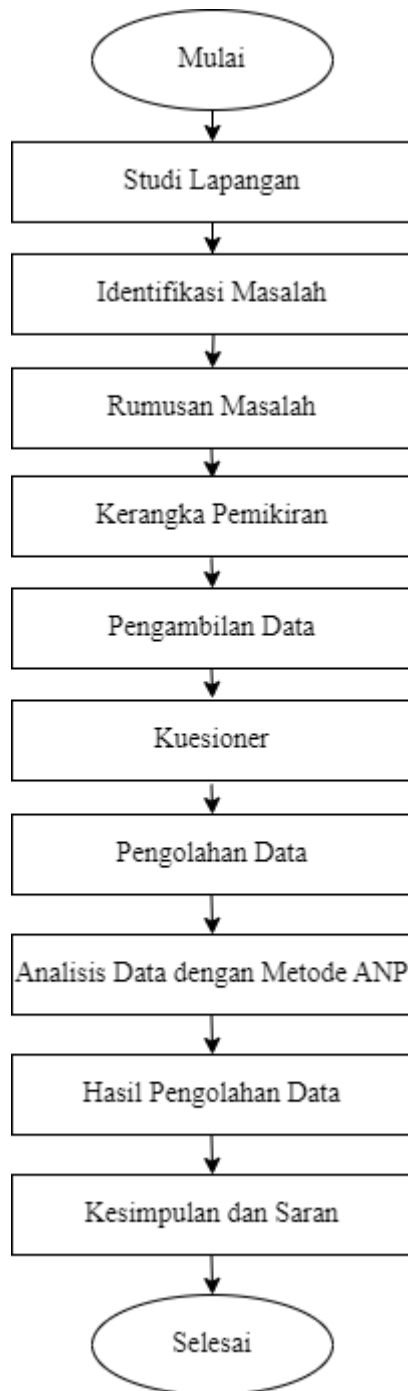 Mulai
Studi Lapangan
Identifikasi Masalah
Rumusan Masalah
Kerangka Pemikiran
Pengambilan Data
Kuesioner
Pengolahan Data
Analisis Data dengan Metode ANP
Hasil Pengolahan Data
Kesimpulan dan Saran
Selesai